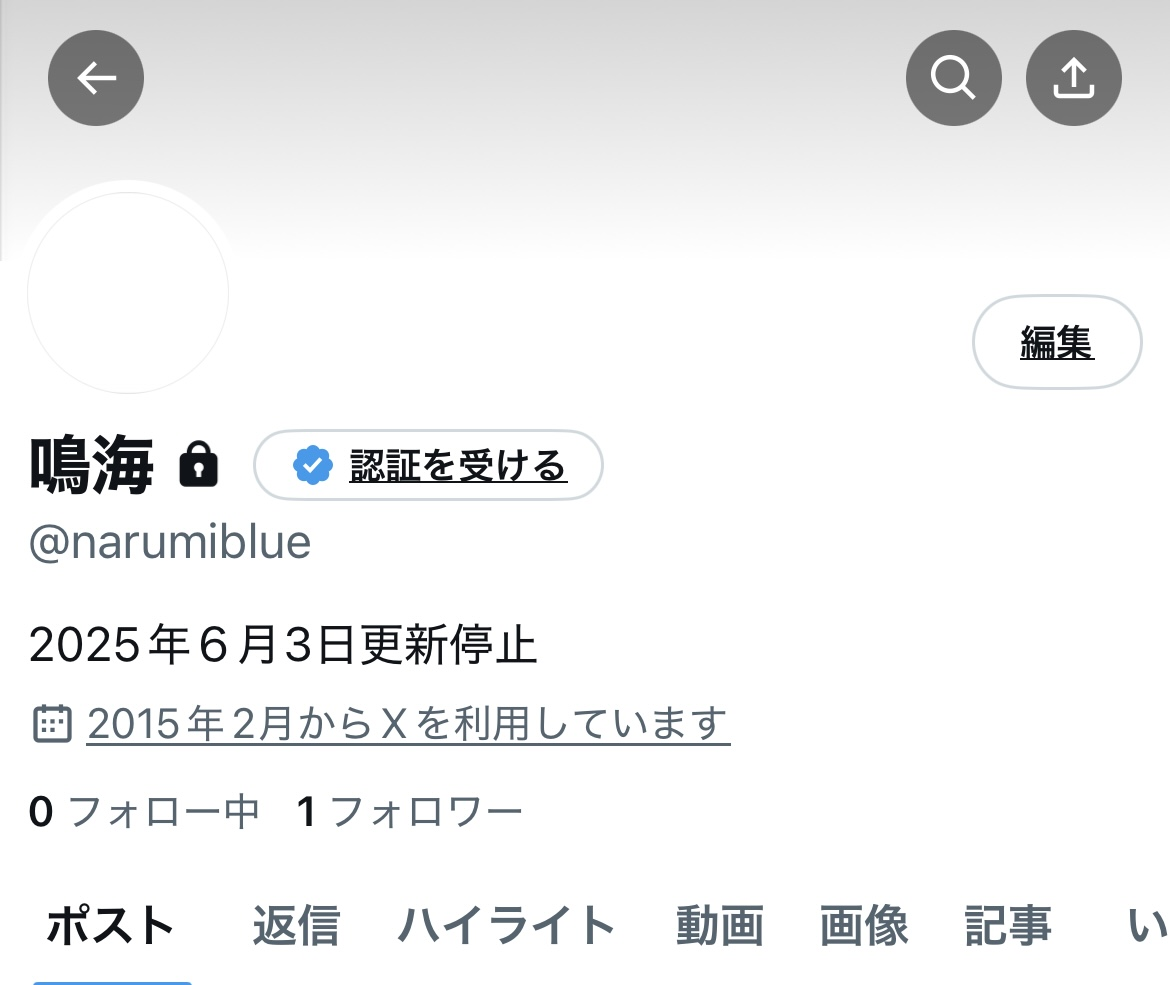 編集
鳴海 認証を受ける
@narumiblue
2025年6月3日更新停止
2015年2月からXを利用しています
0 フォロー中 1 フォロワー
ポスト 返信 ハイライト 動画 画像 記事 い